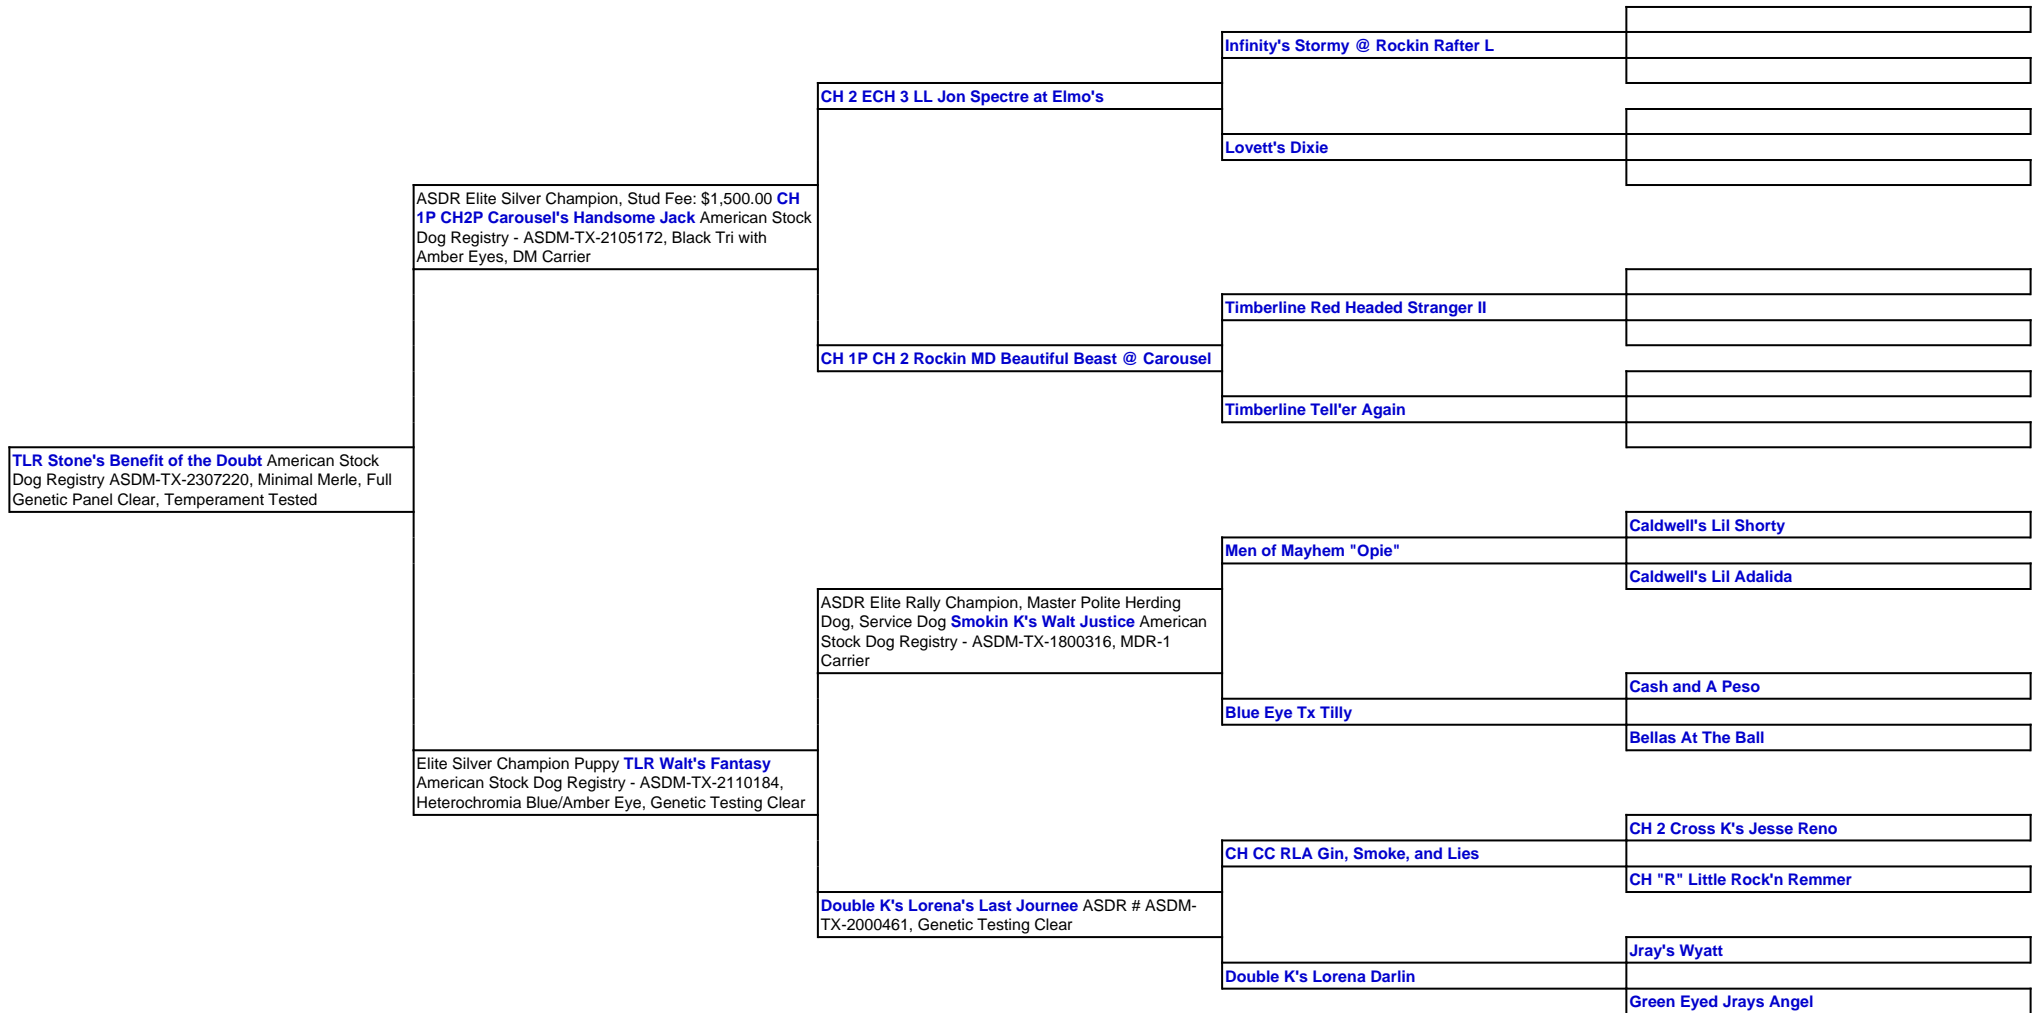 Infinity's Stormy @ Rockin Rafter L
CH 2 ECH 3 LL Jon Spectre at Elmo's
Lovett's Dixie
ASDR Elite Silver Champion, Stud Fee: $1,500.00 CH
1P CH2P Carousel's Handsome Jack American Stock
Dog Registry - ASDM-TX-2105172, Black Tri with
Amber Eyes, DM Carrier
Timberline Red Headed Stranger II
CH 1P CH 2 Rockin MD Beautiful Beast @ Carousel
Timberline Tell'er Again
TLR Stone's Benefit of the Doubt American Stock
Dog Registry ASDM-TX-2307220, Minimal Merle, Full
Genetic Panel Clear, Temperament Tested
Caldwell's Lil Shorty
Men of Mayhem "Opie"
Caldwell's Lil Adalida
ASDR Elite Rally Champion, Master Polite Herding
Dog, Service Dog Smokin K's Walt Justice American
Stock Dog Registry - ASDM-TX-1800316, MDR-1
Carrier
Cash and A Peso
Blue Eye Tx Tilly
Bellas At The Ball
Elite Silver Champion Puppy TLR Walt's Fantasy
American Stock Dog Registry - ASDM-TX-2110184,
Heterochromia Blue/Amber Eye, Genetic Testing Clear
CH 2 Cross K's Jesse Reno
CH CC RLA Gin, Smoke, and Lies
CH "R" Little Rock'n Remmer
Double K's Lorena's Last Journee ASDR # ASDM-
TX-2000461, Genetic Testing Clear
Jray's Wyatt
Double K's Lorena Darlin
Green Eyed Jrays Angel